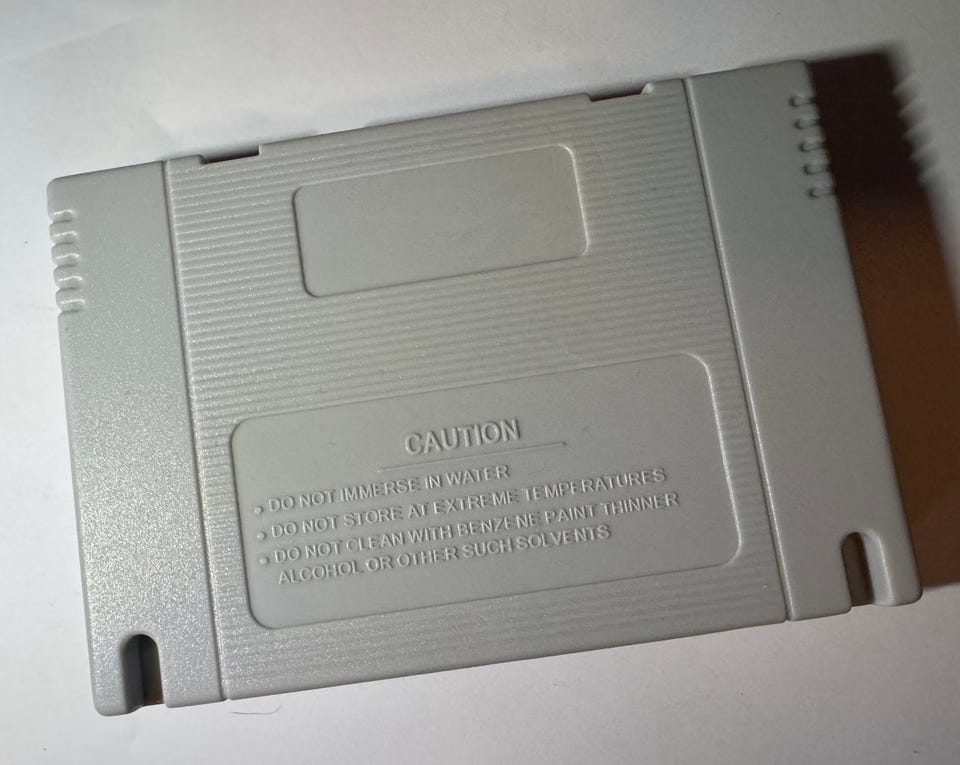 CAUTION
• DO NOT IMMERSE IN WATER
• DO NOT STORE AT EXTREME TEMPERATURES
• DO NOT CLEAN WITH BENZENE PAINT THINNER
ALCOHOL OR OTHER SUCH SOLVENTS